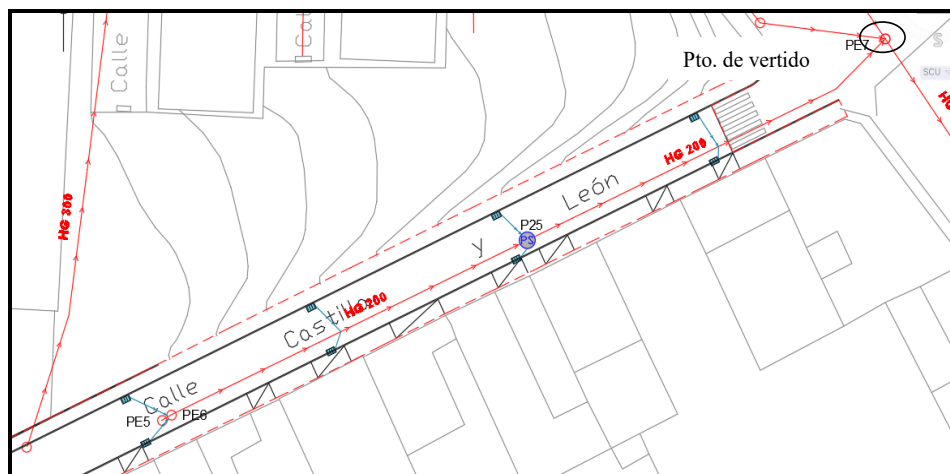 Calle
Cal
PE7
S
Pto. de vertido
SCU
HG
HG 200
HG 300
León
P25
y
PS
HG 200
Castillo
Calle
PE6
PE5